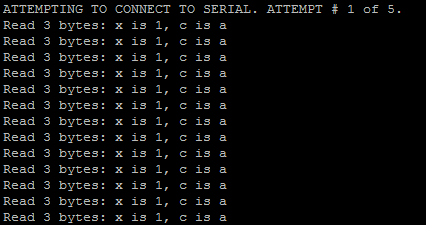 ATTEMPTING TO CONNECT TO SERIAL. ATTEMPT # 1 of 5.
Read 3 bytes: x is 1, c is a
Read 3 bytes: x is 1, c is a
Read 3 bytes: x is 1, c is a
Read 3 bytes: x is 1, c is a
Read 3 bytes: x is 1, c is a
Read 3 bytes: x is 1, c is a
Read 3 bytes: x is 1, c is a
Read 3 bytes: x is 1, c is a
Read 3 bytes: x is 1, c is a
Read 3 bytes: x is 1, c is a
Read 3 bytes: x is 1, c is a
Read 3 bytes: x is 1, c is a
Read 3 bytes: x is 1, c is a